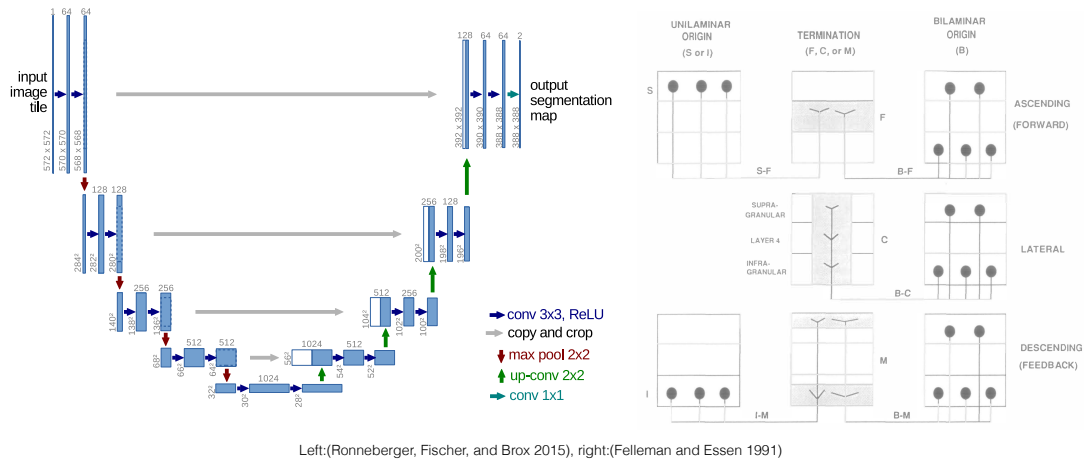 1
64
64
128
64
64
2
input
image
tile
output
segmentation
map
572 x 572
570 x 570
568 x 568
392 x 392
390 x 390
388 x 388
388 x 388
128
128
256
128
284²
282²
280²
200²
198²
196²
256
256
512
256
140²
138²
136²
104²
102²
100²
512
512
1024
512
68²
66²
64²
56²
54²
52²
1024
32²
30²
28²
conv 3x3, ReLU
copy and crop
max pool 2x2
up-conv 2x2
conv 1x1
UNILAMINAR
ORIGIN
(S or I)
TERMINATION
(F, C, or M)
BILAMINAR
ORIGIN
(B)
S
F
ASCENDING
(FORWARD)
S-F
B-F
SUPRA-
GRANULAR
LAYER 4
INFRA-
GRANULAR
C
LATERAL
B-C
M
DESCENDING
(FEEDBACK)
I
I-M
B-M
Left:(Ronneberger, Fischer, and Brox 2015), right:(Felleman and Essen 1991)